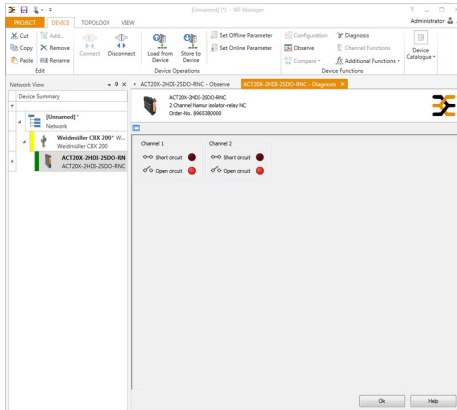 [Unnamed] (*) - WI-Manager
PROJECT DEVICE TOPOLOGY VIEW Administrator
Cut Add... Connect Disconnect Load from Device Store to Device Set Offline Parameter Configuration Diagnosis Device Catalogue
Copy Remove Set Online Parameter Observe Channel Functions
Paste Rename Compare Additional Functions
Edit Device Operations Device Functions
Network View
ACT20X-2HDI-2SDO-RNC - Observe ACT20X-2HDI-2SDO-RNC - Diagnosis
Device Summary
ACT20X-2HDI-2SDO-RNC
2 Channel Namur isolator-relay NC
Order-No. 8965380000
[Unnamed]*
Network
Weidmüller CBX 200* W...
Weidmüller CBX 200
ACT20X-2HDI-2SDO-RN
ACT20X-2HDI-2SDO-RNC
Channel 1 Channel 2
Short circuit Short circuit
Open circuit Open circuit
Ok Help